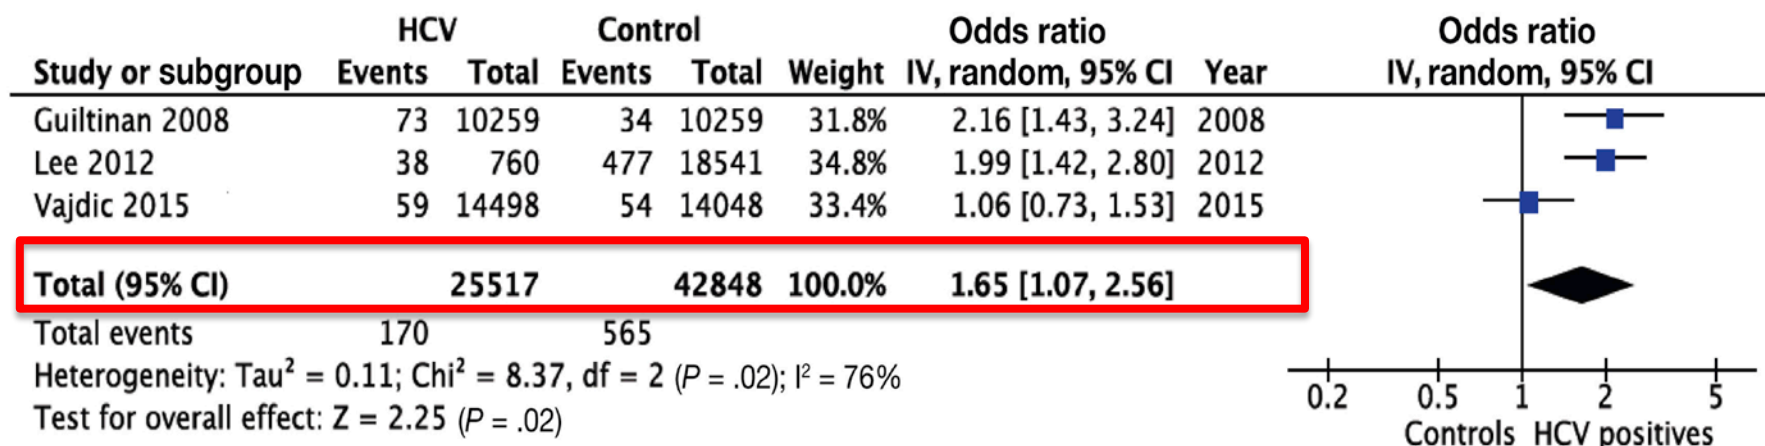 HCV Control Odds ratio Odds ratio
Study or subgroup Events Total Events Total Weight IV, random, 95% CI Year IV, random, 95% CI
Guiltinan 2008 73 10259 34 10259 31.8% 2.16 [1.43, 3.24] 2008
Lee 2012 38 760 477 18541 34.8% 1.99 [1.42, 2.80] 2012
Vajdic 2015 59 14498 54 14048 33.4% 1.06 [0.73, 1.53] 2015
Total (95% CI) 25517 42848 100.0% 1.65 [1.07, 2.56]
Total events 170 565
Heterogeneity: Tau² = 0.11; Chi² = 8.37, df = 2 (P = .02); I² = 76%
Test for overall effect: Z = 2.25 (P = .02)
0.2 0.5 1 2 5
Controls HCV positives